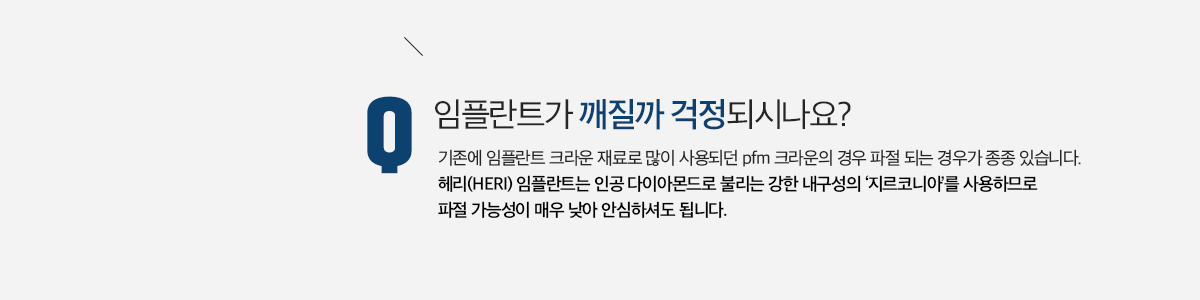 Q
임플란트가 깨질까 걱정되시나요?
기존에 임플란트 크라운 재료로 많이 사용되던 pfm 크라운의 경우 파절 되는 경우가 종종 있습니다.
헤리(HERI) 임플란트는 인공 다이아몬드로 불리는 강한 내구성의 ‘지르코니아’를 사용하므로
파절 가능성이 매우 낮아 안심하셔도 됩니다.